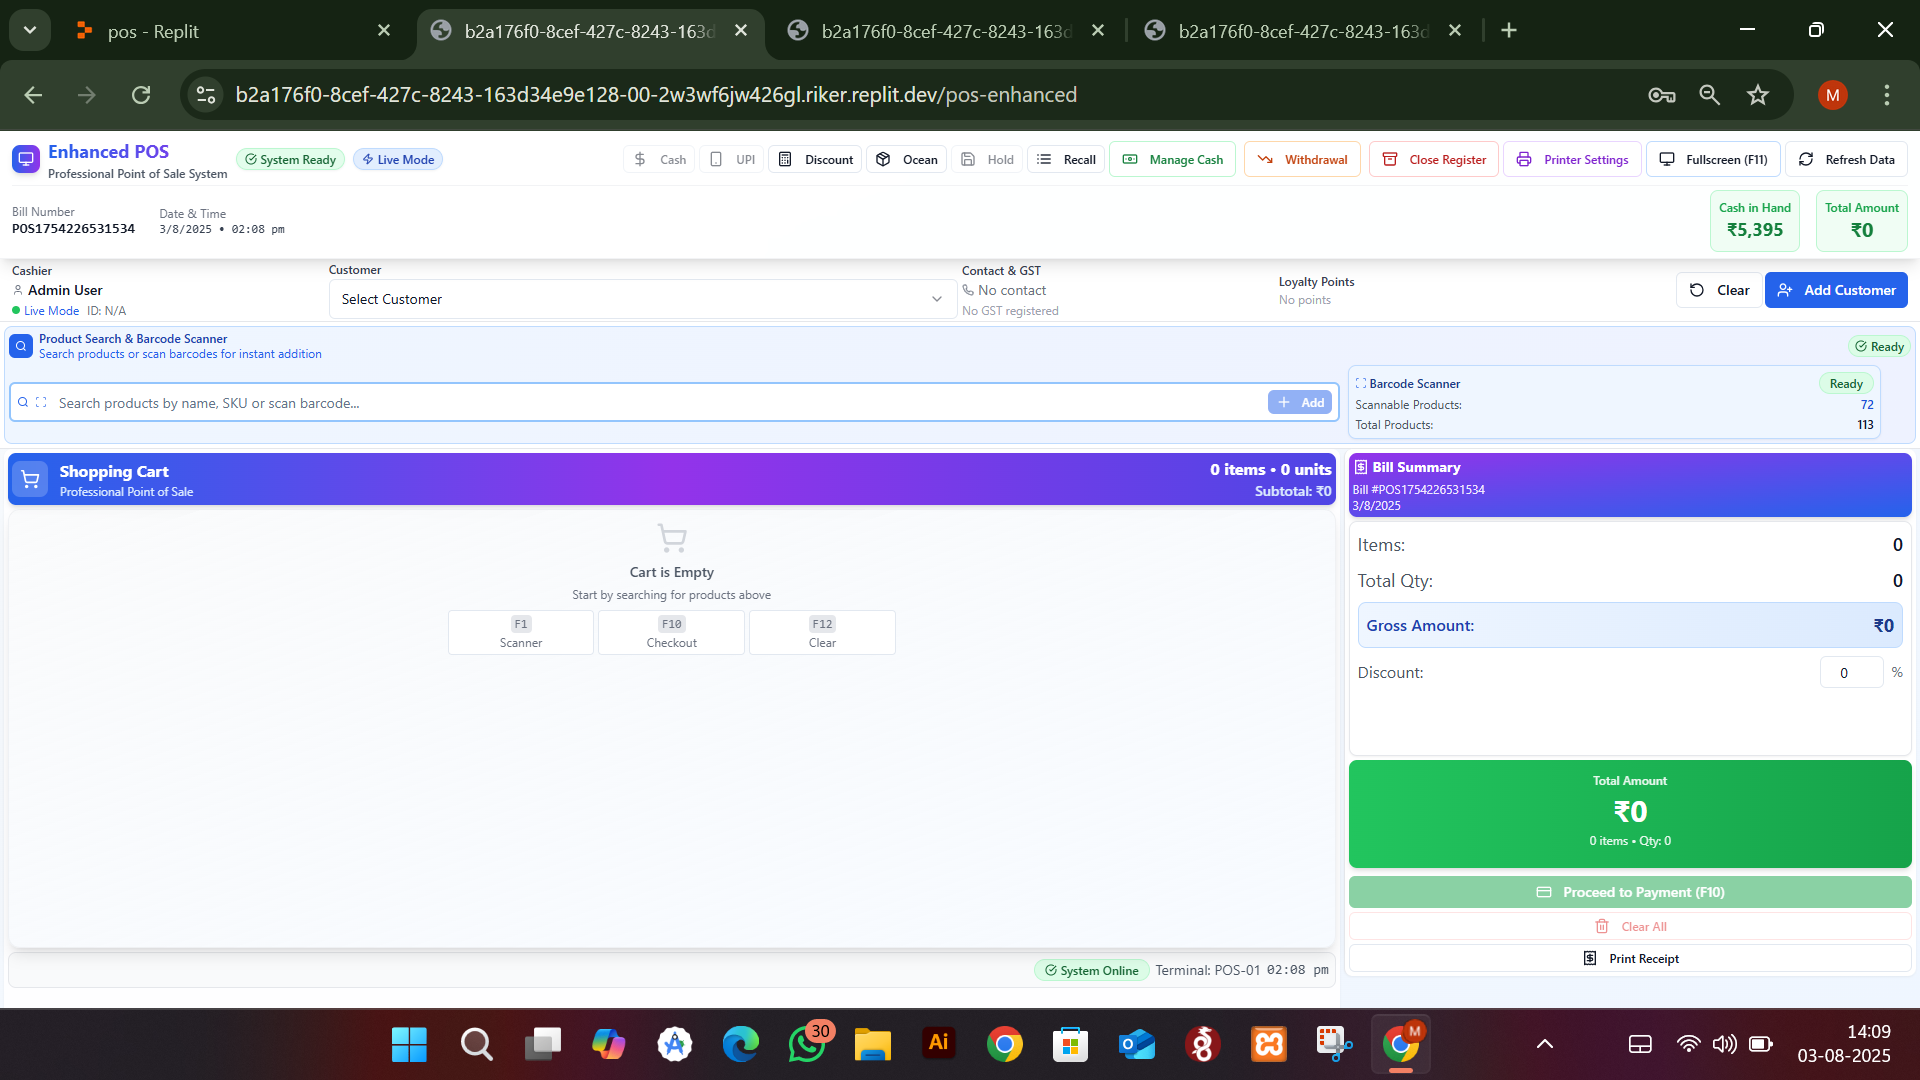 pos - Replit
b2a176f0-8cef-427c-8243-163d
b2a176f0-8cef-427c-8243-163d
b2a176f0-8cef-427c-8243-163d
b2a176f0-8cef-427c-8243-163d34e9e128-00-2w3wf6jw426gl.riker.replit.dev/pos-enhanced
M
Enhanced POS
Professional Point of Sale System
System Ready
Live Mode
Cash
UPI
Discount
Ocean
Hold
Recall
Manage Cash
Withdrawal
Close Register
Printer Settings
Fullscreen (F11)
Refresh Data
Bill Number
POS1754226531534
Date & Time
3/8/2025 • 02:08 pm
Cash in Hand
₹5,395
Total Amount
₹0
Cashier
Admin User
Live Mode ID: N/A
Customer
Select Customer
Contact & GST
No contact
No GST registered
Loyalty Points
No points
Clear
Add Customer
Product Search & Barcode Scanner
Search products or scan barcodes for instant addition
Ready
Search products by name, SKU or scan barcode...
Add
Barcode Scanner
Ready
Scannable Products: 72
Total Products: 113
Shopping Cart
Professional Point of Sale
0 items • 0 units
Subtotal: ₹0
Cart is Empty
Start by searching for products above
F1
Scanner
F10
Checkout
F12
Clear
Bill Summary
Bill #POS1754226531534
3/8/2025
Items: 0
Total Qty: 0
Gross Amount: ₹0
Discount: 0 %
Total Amount
₹0
0 items • Qty: 0
Proceed to Payment (F10)
Clear All
Print Receipt
System Online
Terminal: POS-01 02:08 pm
30
Ai
M
14:09
03-08-2025